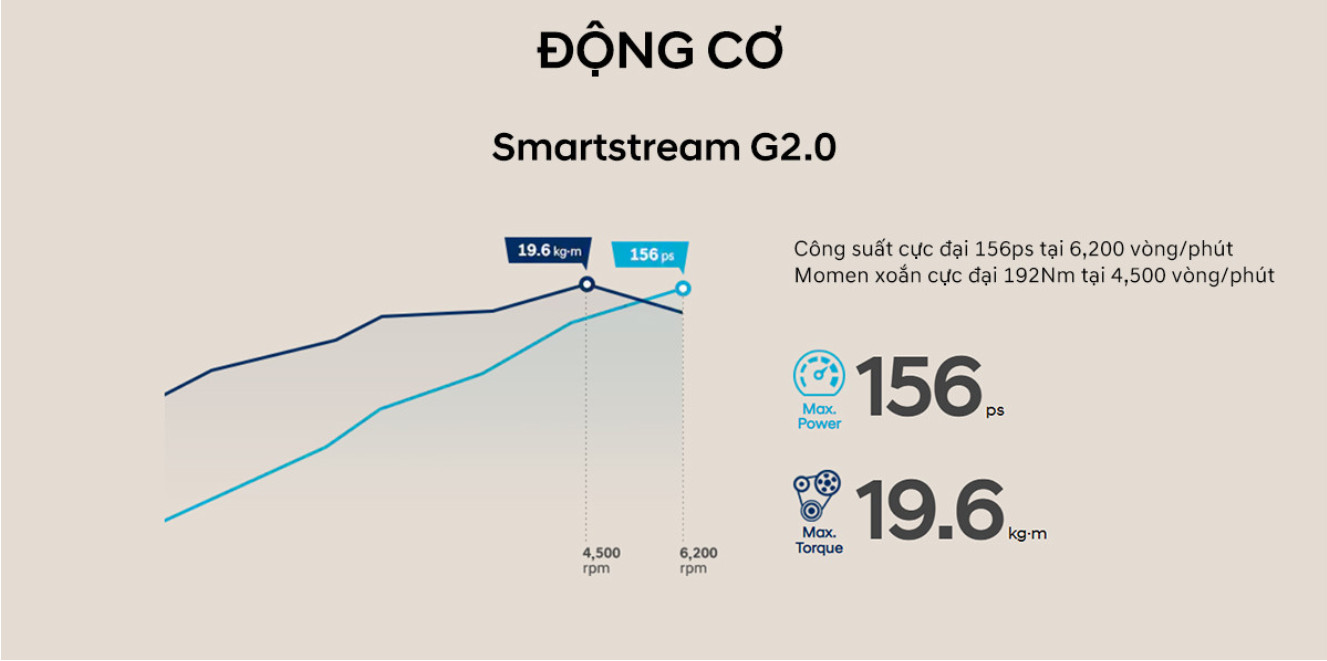 ĐỘNG CƠ
Smartstream G2.0
19.6 kg·m
156 ps
4,500
rpm
6,200
rpm
Công suất cực đại 156ps tại 6,200 vòng/phút
Momen xoắn cực đại 192Nm tại 4,500 vòng/phút
Max.
Power
156 ps
Max.
Torque
19.6 kg·m